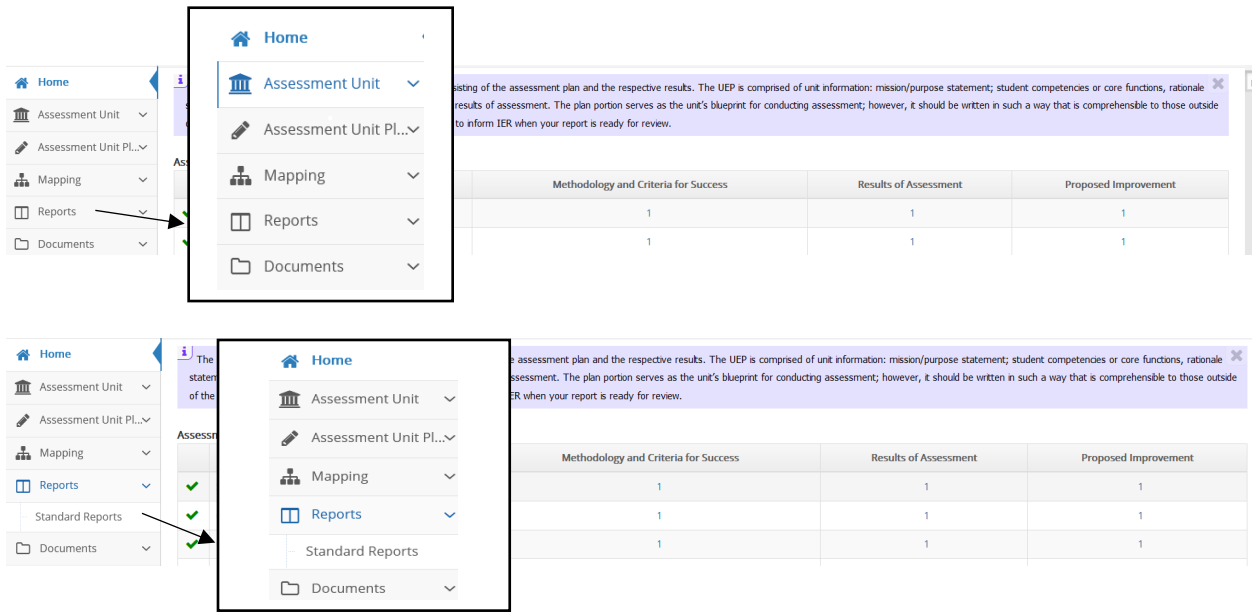 Home
Assessment Unit
Assessment Unit Pl...
Mapping
Reports
Documents
Home
Assessment Unit
Assessment Unit Pl...
Mapping
Reports
Documents
i
sisting of the assessment plan and the respective results. The UEP is comprised of unit information: mission/purpose statement; student competencies or core functions, rationale
results of assessment. The plan portion serves as the unit's blueprint for conducting assessment; however, it should be written in such a way that is comprehensible to those outside
to inform IER when your report is ready for review.
Ass
Methodology and Criteria for Success Results of Assessment Proposed Improvement
1 1 1
1 1 1
Home
Assessment Unit
Assessment Unit Pl...
Mapping
Reports
Standard Reports
Documents
Home
Assessment Unit
Assessment Unit Pl...
Mapping
Reports
Standard Reports
Documents
i The e assessment plan and the respective results. The UEP is comprised of unit information: mission/purpose statement; student competencies or core functions, rationale
statem ssessment. The plan portion serves as the unit's blueprint for conducting assessment; however, it should be written in such a way that is comprehensible to those outside
of the ER when your report is ready for review.
Assessm
Methodology and Criteria for Success Results of Assessment Proposed Improvement
1 1 1
1 1 1
1 1 1